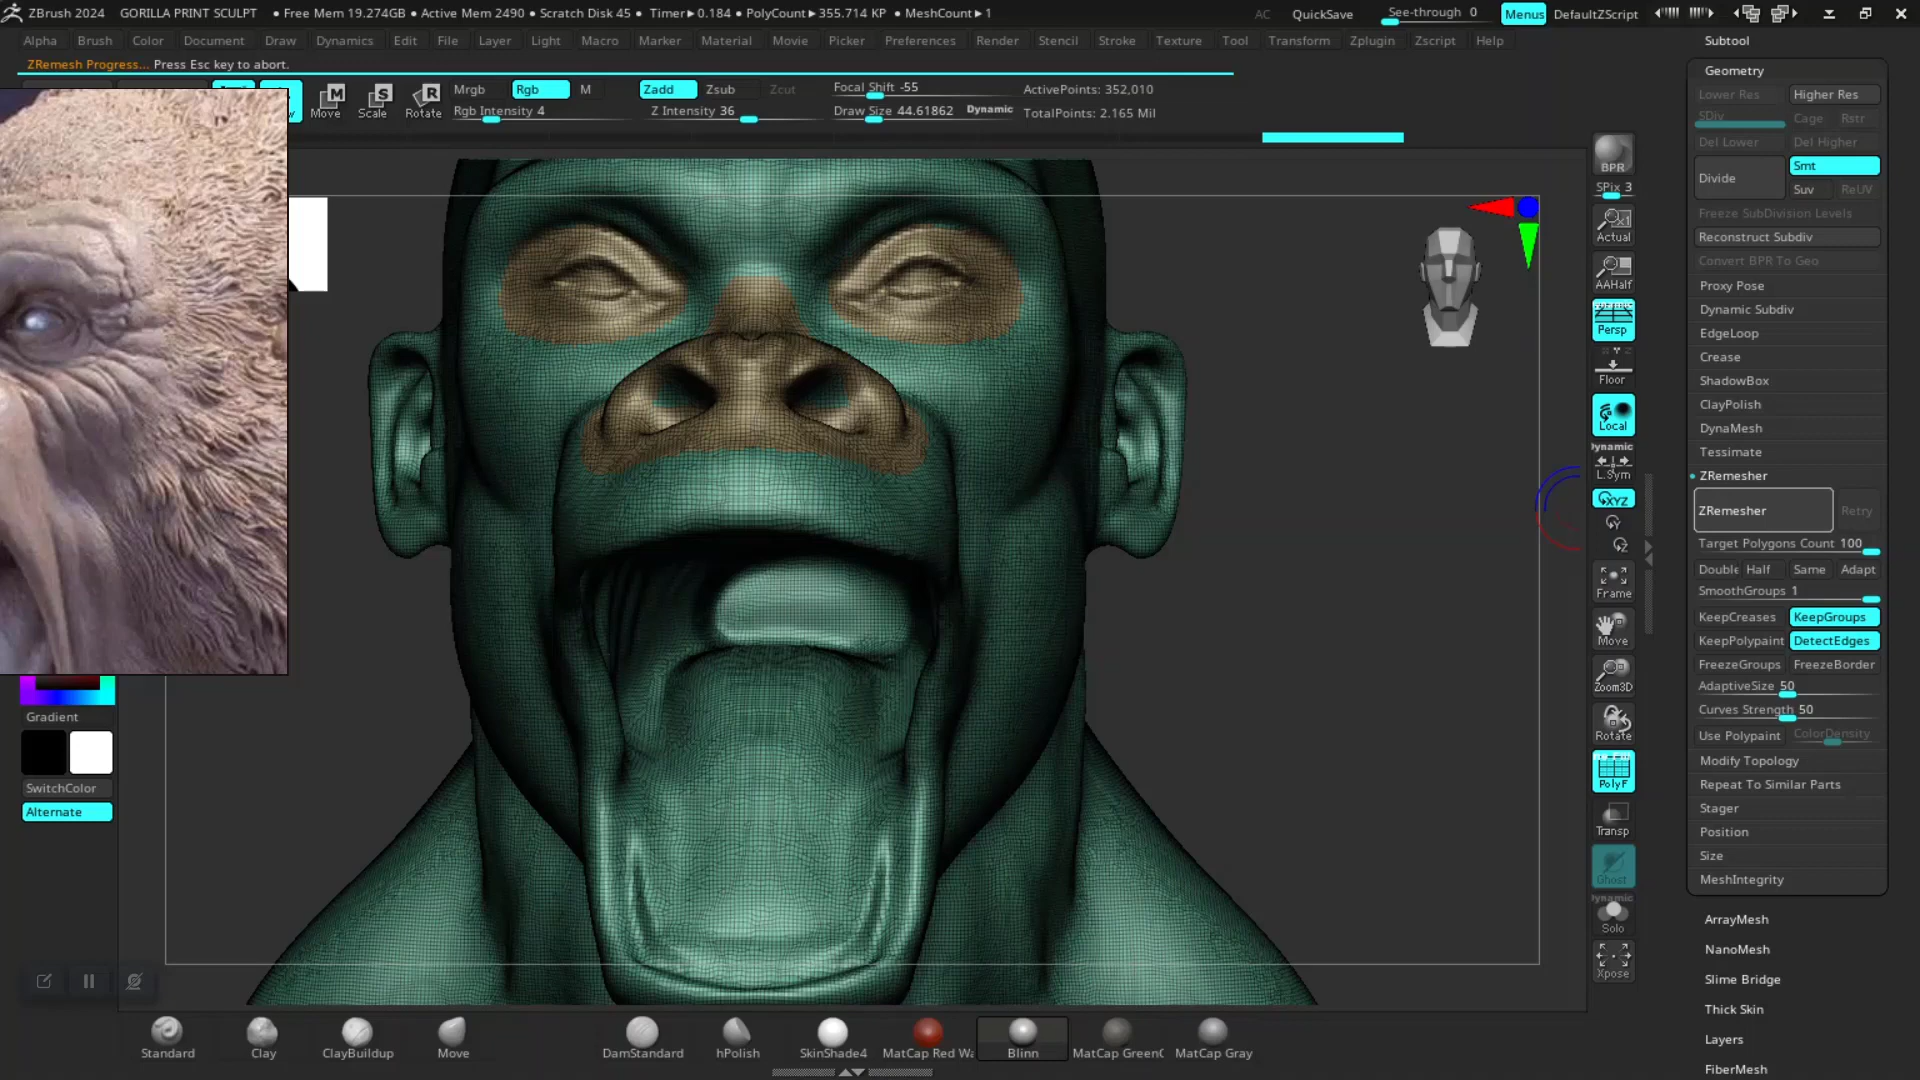 ZBrush 2024 GORILLA PRINT SCULPT • Free Mem 19.274GB • Active Mem 2490 • Scratch Disk 45 • Timer▸0.184 • PolyCount▸355.714 KP • MeshCount▸1 AC QuickSave See-through 0 Menus DefaultZScript
Alpha Brush Color Document Draw Dynamics Edit File Layer Light Macro Marker Material Movie Picker Preferences Render Stencil Stroke Texture Tool Transform Zplugin Zscript Help
ZRemesh Progress... Press Esc key to abort.
Move Scale Rotate
Mrgb Rgb M
Rgb Intensity 4
Zadd Zsub Zcut
Z Intensity 36
Focal Shift -55
Draw Size 44.61862 Dynamic
ActivePoints: 352,010
TotalPoints: 2.165 Mil
Gradient
SwitchColor
Alternate
BPR
SPix 3
Actual
AAHalf
Persp
Floor
Local
Dynamic
L.Sym
XYZ
Y
Z
Frame
Move
Zoom3D
Rotate
PolyF
Transp
Ghost
Dynamic
Solo
Xpose
Subtool
Geometry
Lower Res Higher Res
SDiv Cage Rstr
Del Lower Del Higher
Divide Smt
Suv ReUV
Freeze SubDivision Levels
Reconstruct Subdiv
Convert BPR To Geo
Proxy Pose
Dynamic Subdiv
EdgeLoop
Crease
ShadowBox
ClayPolish
DynaMesh
Tessimate
ZRemesher
ZRemesher Retry
Target Polygons Count 100
Double Half Same Adapt
SmoothGroups 1
KeepCreases KeepGroups
KeepPolypaint DetectEdges
FreezeGroups FreezeBorder
AdaptiveSize 50
Curves Strength 50
Use Polypaint ColorDensity
Modify Topology
Repeat To Similar Parts
Stager
Position
Size
MeshIntegrity
ArrayMesh
NanoMesh
Slime Bridge
Thick Skin
Layers
FiberMesh
Standard Clay ClayBuildup Move DamStandard hPolish SkinShade4 MatCap Red Wa Blinn MatCap GreenC MatCap Gray